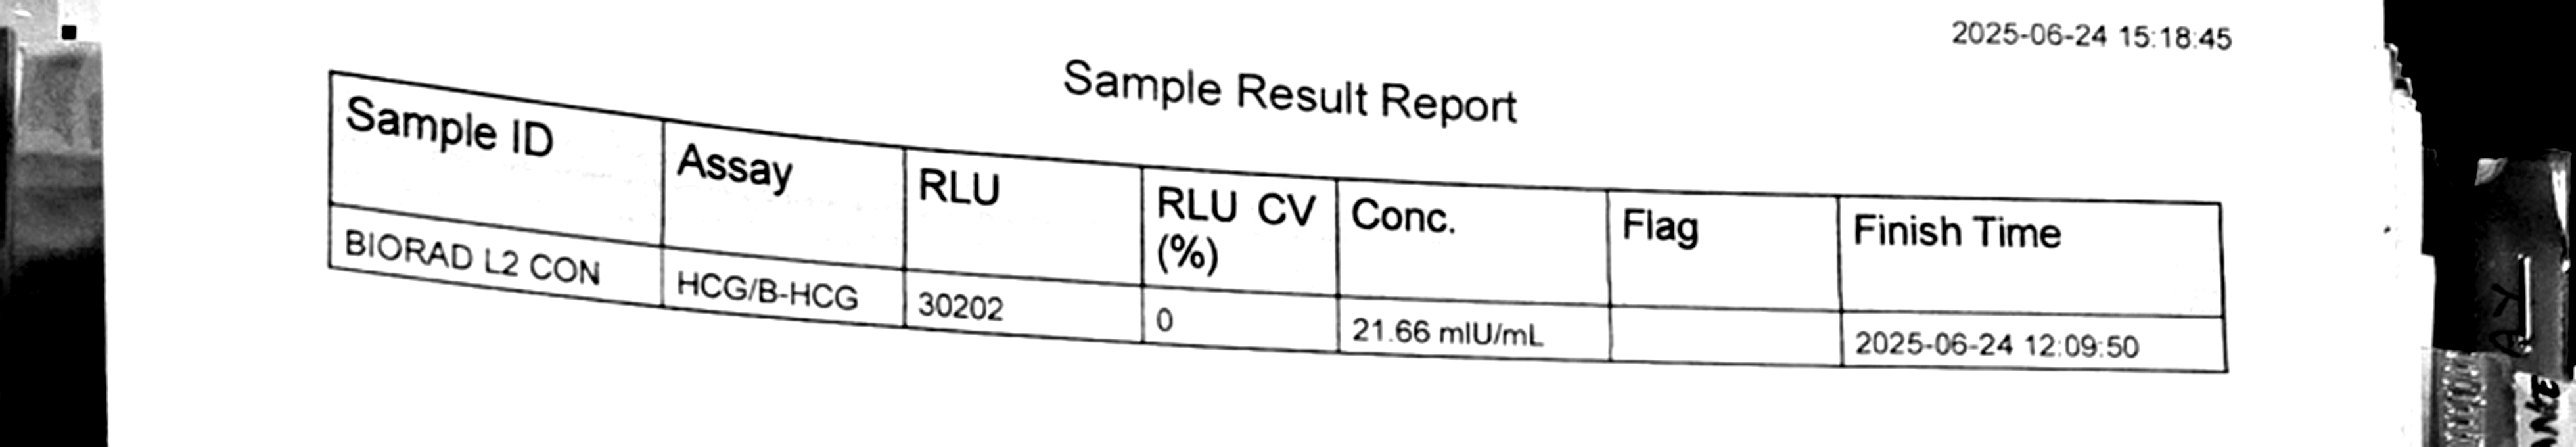 2025-06-24 15:18:45
Sample Result Report
Sample ID Assay RLU RLU CV (%) Conc. Flag Finish Time
BIORAD L2 CON HCG/B-HCG 30202 0 21.66 mIU/mL 2025-06-24 12:09:50